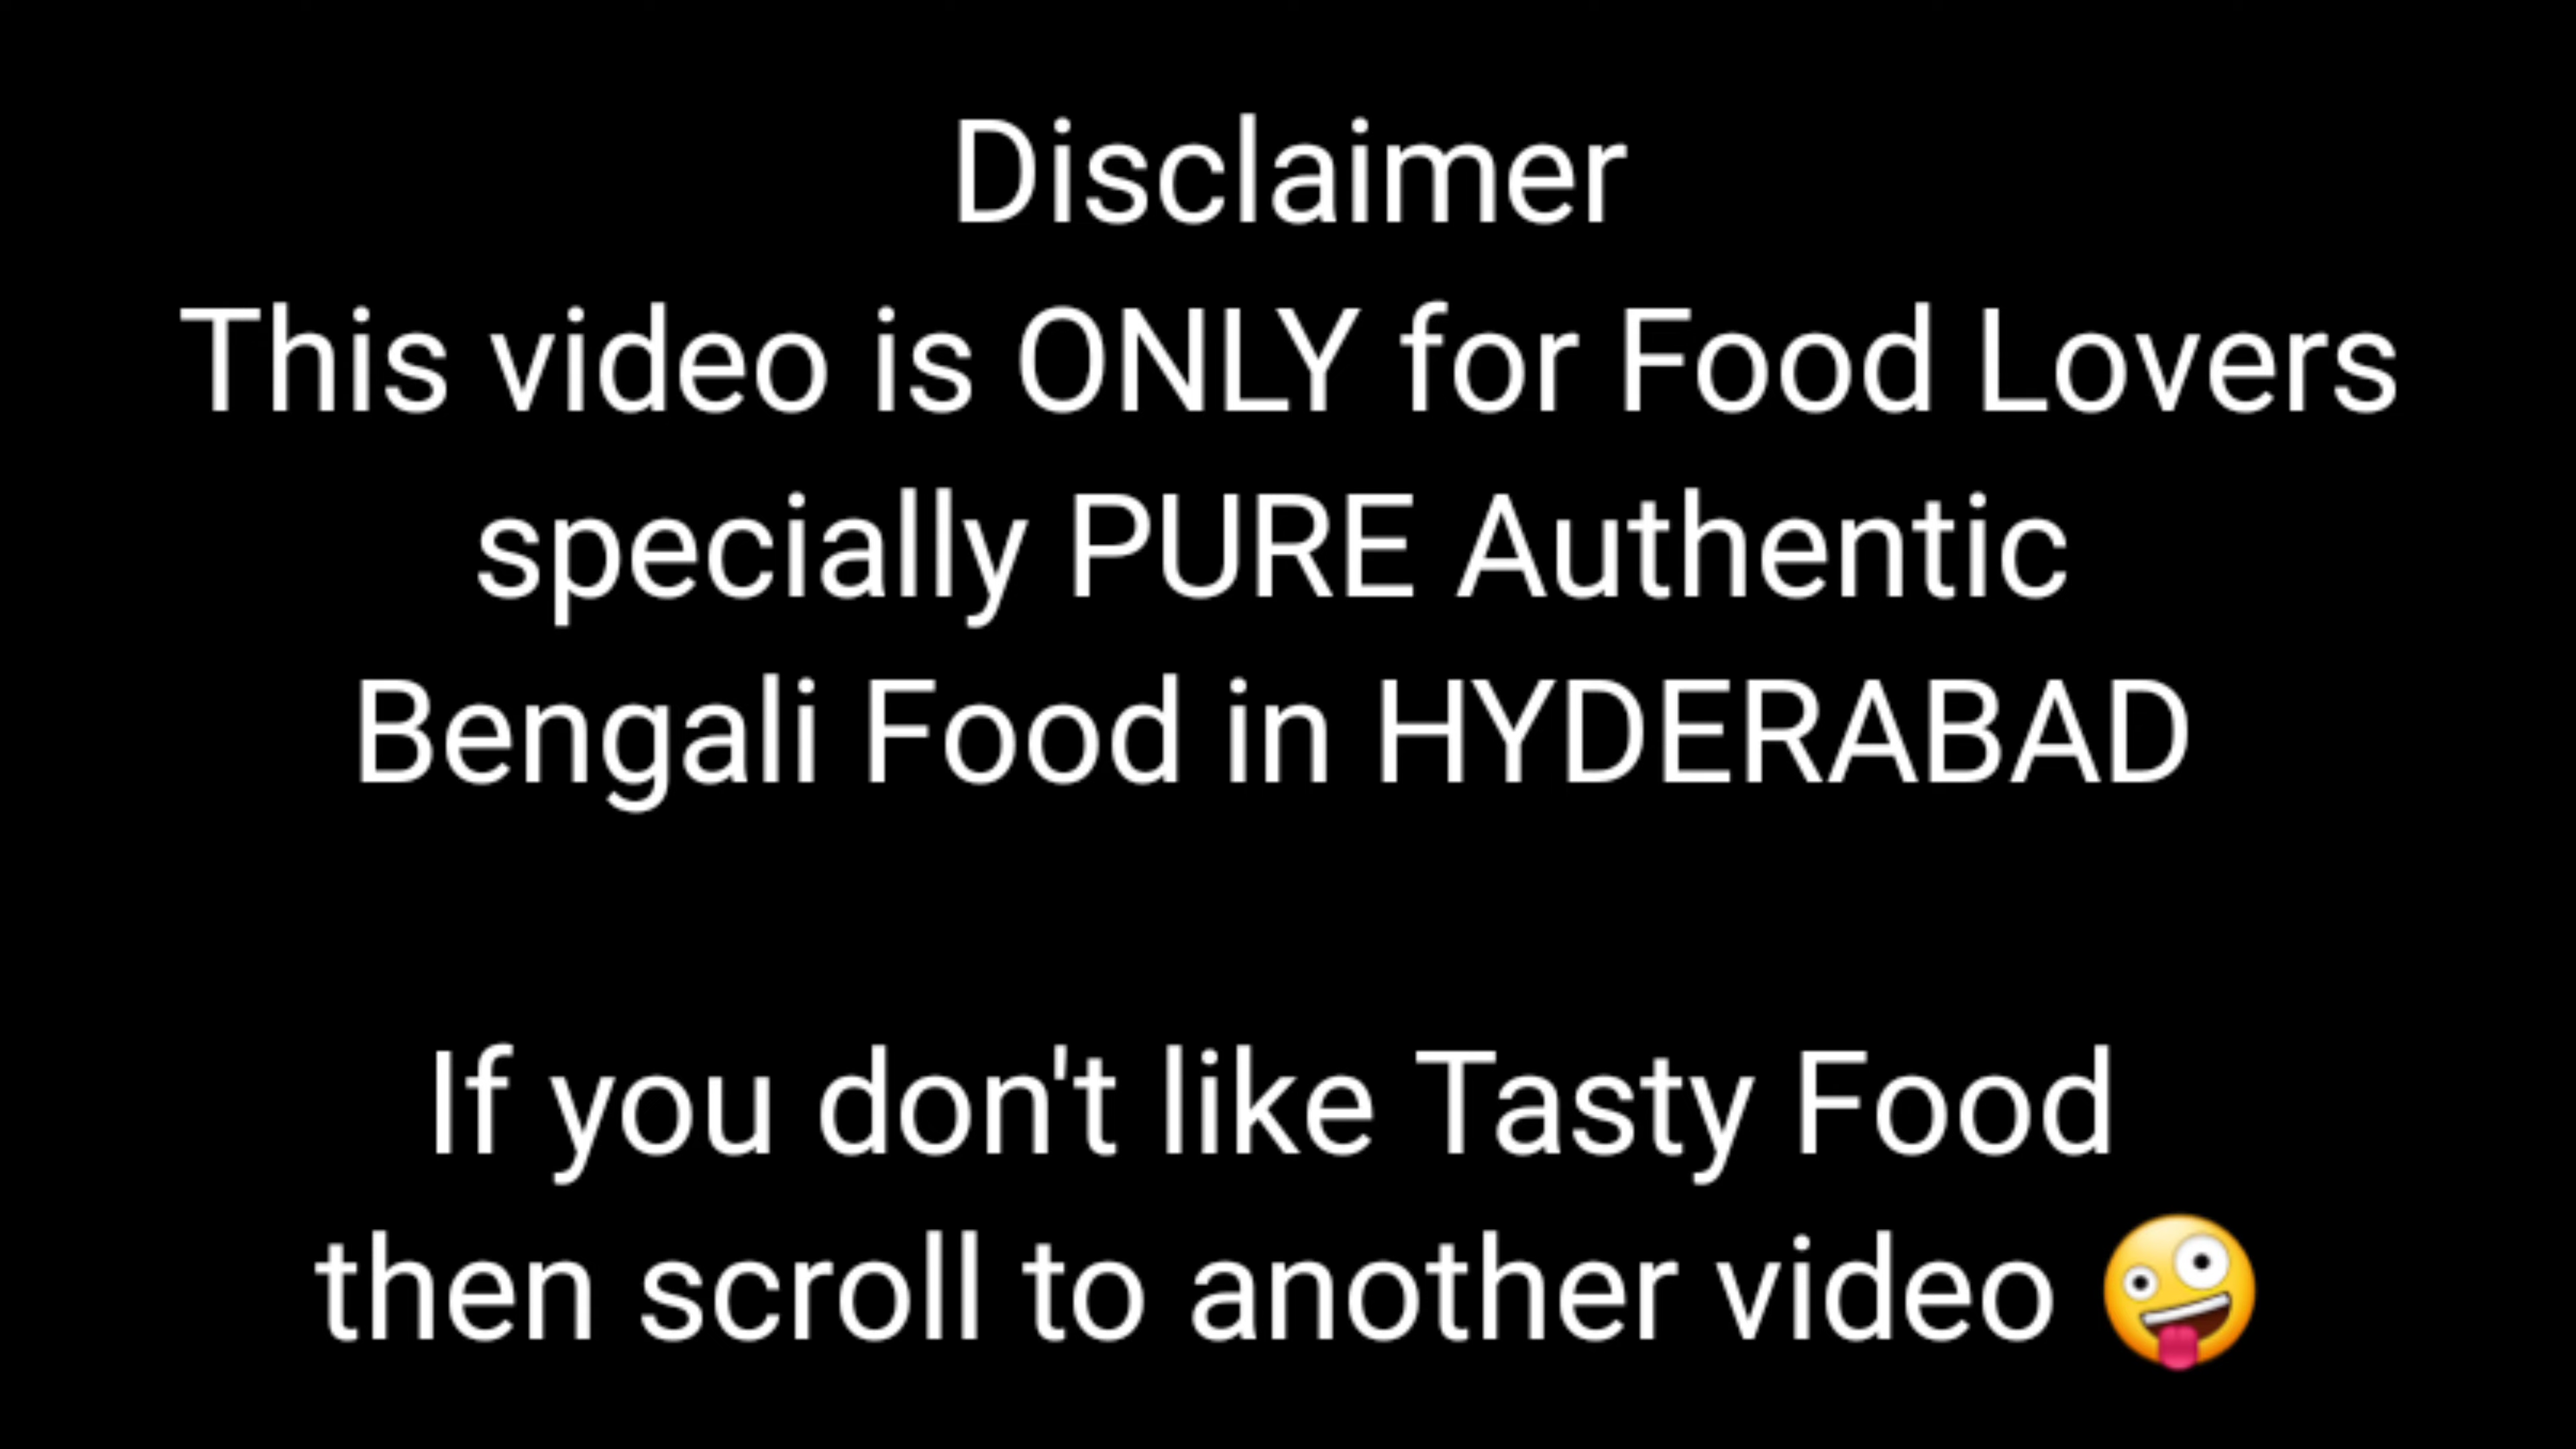 Disclaimer
This video is ONLY for Food Lovers
specially PURE Authentic
Bengali Food in HYDERABAD
If you don't like Tasty Food
then scroll to another video 🤪